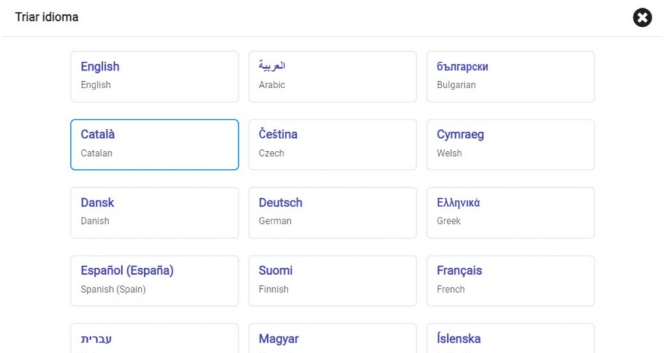 Triar idioma
English
English
العربية
Arabic
български
Bulgarian
Català
Catalan
Čeština
Czech
Cymraeg
Welsh
Dansk
Danish
Deutsch
German
Ελληνικά
Greek
Español (España)
Spanish (Spain)
Suomi
Finnish
Français
French
עברית
Magyar
Íslenska